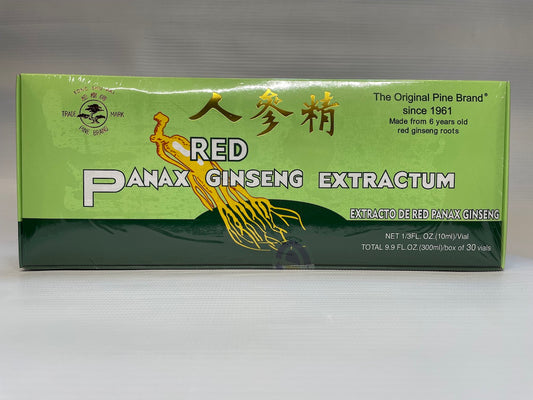 TRADE MARK
PINE BRAND
人參精
The Original Pine Brand®
since 1961
Made from 6 years old
red ginseng roots
RED
PANAX GINSENG EXTRACTUM
EXTRACTO DE RED PANAX GINSENG
NET 1/3FL. OZ.(10ml)/Vial
TOTAL 9.9 FL.OZ.(300ml)/box of 30 vials